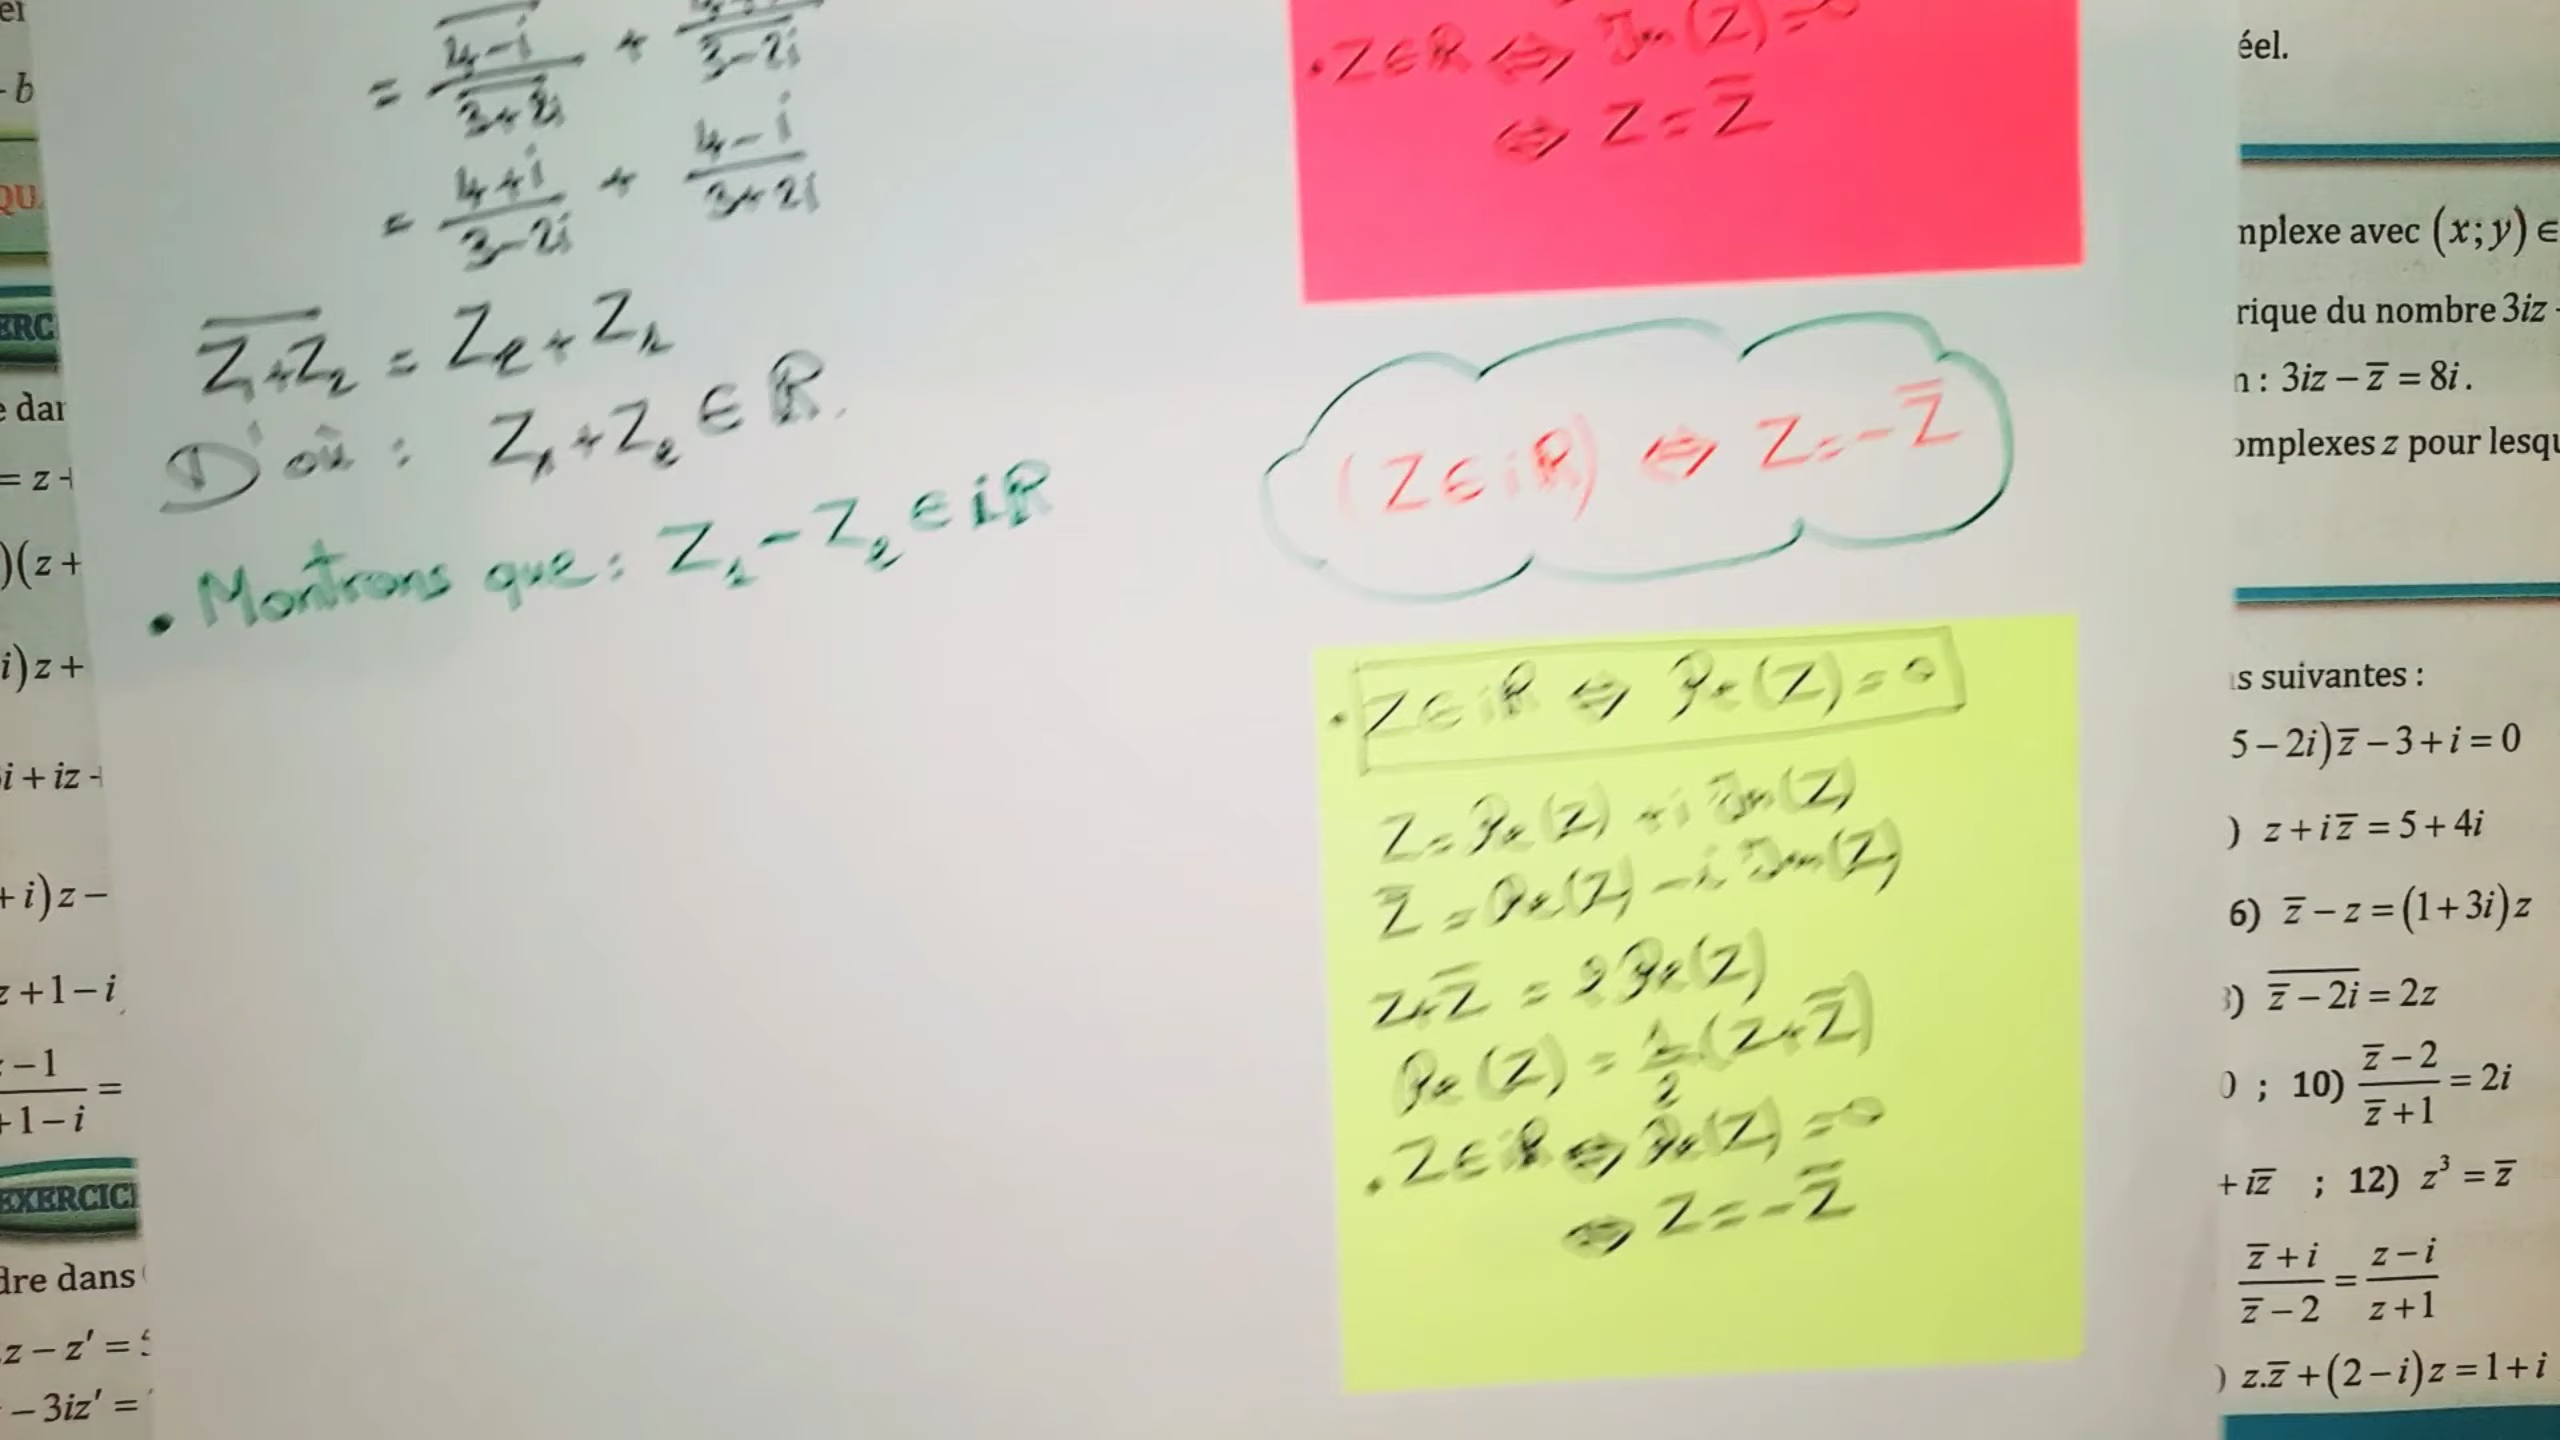 = 4-i / 3+2i + / 3-2i
= 4+i / 3-2i + 4-i / 3+2i
Z₁+Z₂ = Z₂+Z₁
D'où : Z₁+Z₂ ∈ ℝ.
• Montrons que : Z₁-Z₂ ∈ iℝ
• Z∈ℝ ⇔ Im(Z)=0
⇔ Z = Z̅
(Z∈iℝ) ⇔ Z=-Z̅
• Z∈iℝ ⇔ Re(Z)=0
Z=Re(Z)+i Im(Z)
Z̅=Re(Z)-i Im(Z)
Z+Z̅ = 2Re(Z)
Re(Z) = 1/2 (Z+Z̅)
• Z∈iℝ ⇔ Re(Z)=0
⇔ Z=-Z̅
- b
QU
ERC
e dar
= z +
)(z +
i)z +
i + iz +
+ i)z −
z + 1 − i
z − 1 / + 1 − i =
EXERCICI
dre dans
z − z′ =
− 3iz′ =
éel.
nplexe avec (x; y) ∈
rique du nombre 3iz -
n : 3iz − z̅ = 8i.
omplexes z pour lesqu
s suivantes :
5 − 2i)z̅ − 3 + i = 0
) z + iz̅ = 5 + 4i
6) z̅ − z = (1 + 3i)z
) \overline{z̅ − 2i} = 2z
; 10) z̅ − 2 / z̅ + 1 = 2i
+ iz̅ ; 12) z³ = z̅
z̅ + i / z̅ − 2 = z − i / z + 1
) z.z̅ + (2 − i)z = 1 + i